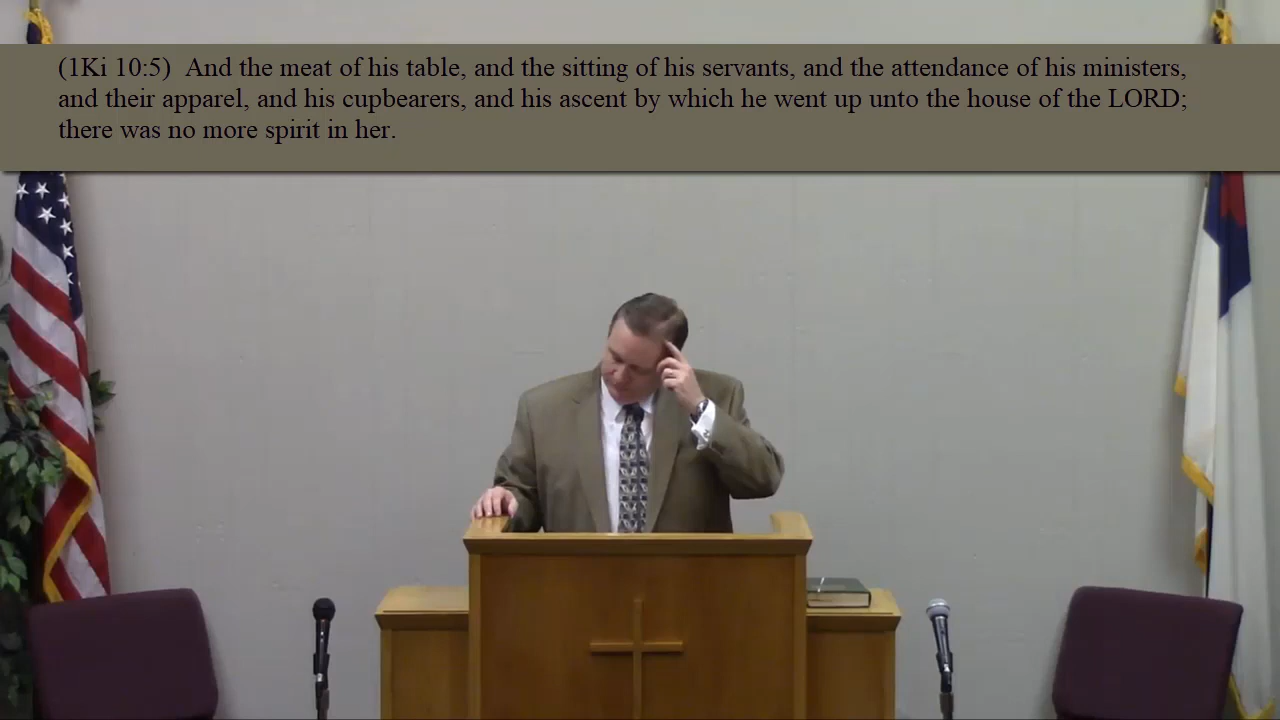 (1Ki 10:5)  And the meat of his table, and the sitting of his servants, and the attendance of his ministers,
and their apparel, and his cupbearers, and his ascent by which he went up unto the house of the LORD;
there was no more spirit in her.